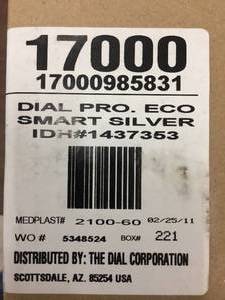 17000
17000985831
DIAL PRO. ECO
SMART SILVER
IDH#1437353
MEDPLAST# 2100-60 02/25/11
WO # 5348524 BOX# 221
DISTRIBUTED BY: THE DIAL CORPORATION
SCOTTSDALE, AZ. 85254 USA